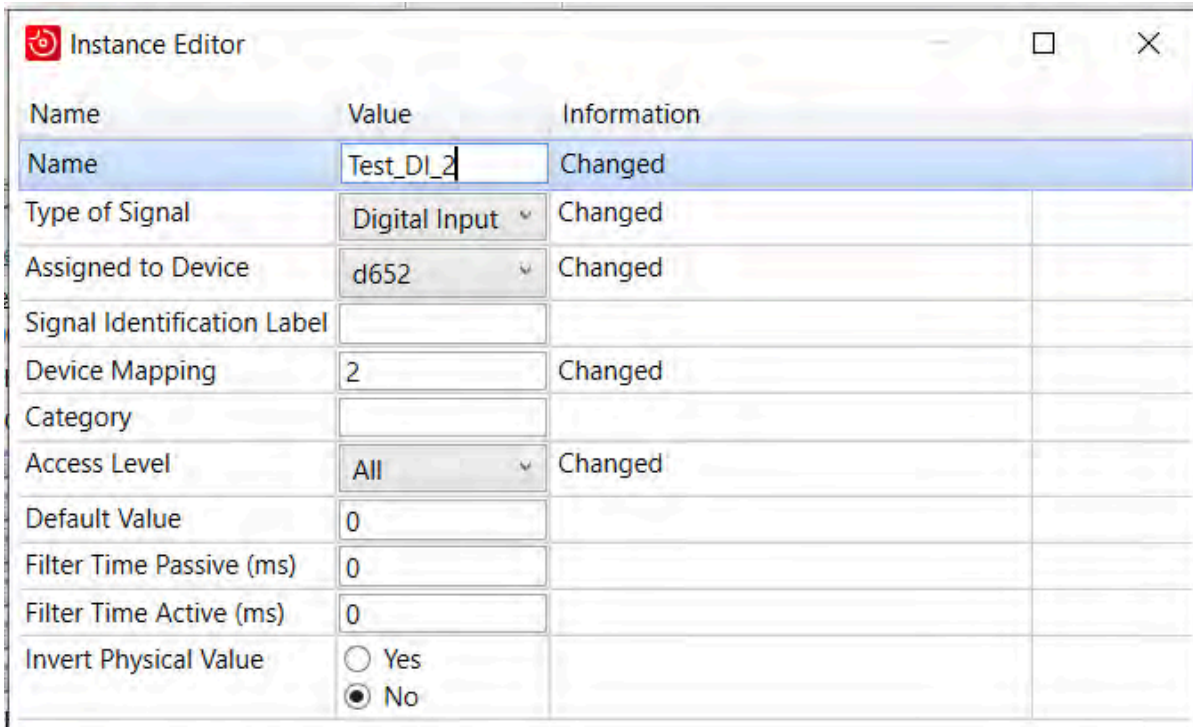 Instance Editor
Name Value Information
Name Test_DI_2 Changed
Type of Signal Digital Input Changed
Assigned to Device d652 Changed
Signal Identification Label
Device Mapping 2 Changed
Category
Access Level All Changed
Default Value 0
Filter Time Passive (ms) 0
Filter Time Active (ms) 0
Invert Physical Value Yes
No